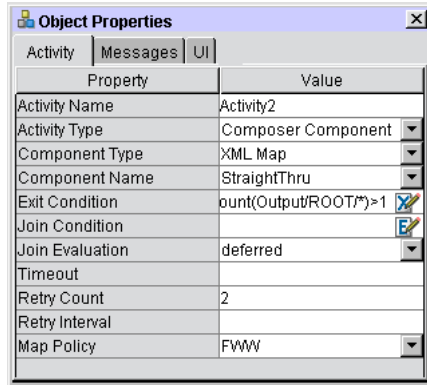 Object Properties
Activity Messages UI
Property Value
Activity Name Activity2
Activity Type Composer Component
Component Type XML Map
Component Name StraightThru
Exit Condition ount(Output/ROOT/*)>1
Join Condition
Join Evaluation deferred
Timeout
Retry Count 2
Retry Interval
Map Policy FWW